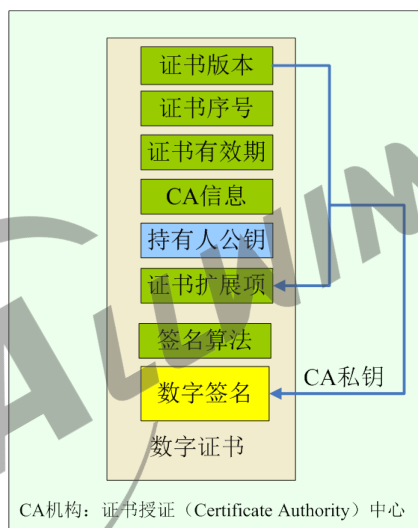 证书版本
证书序号
证书有效期
CA信息
持有人公钥
证书扩展项
签名算法
数字签名
CA私钥
数字证书
CA机构：证书授证（Certificate Authority）中心
ALLWIN